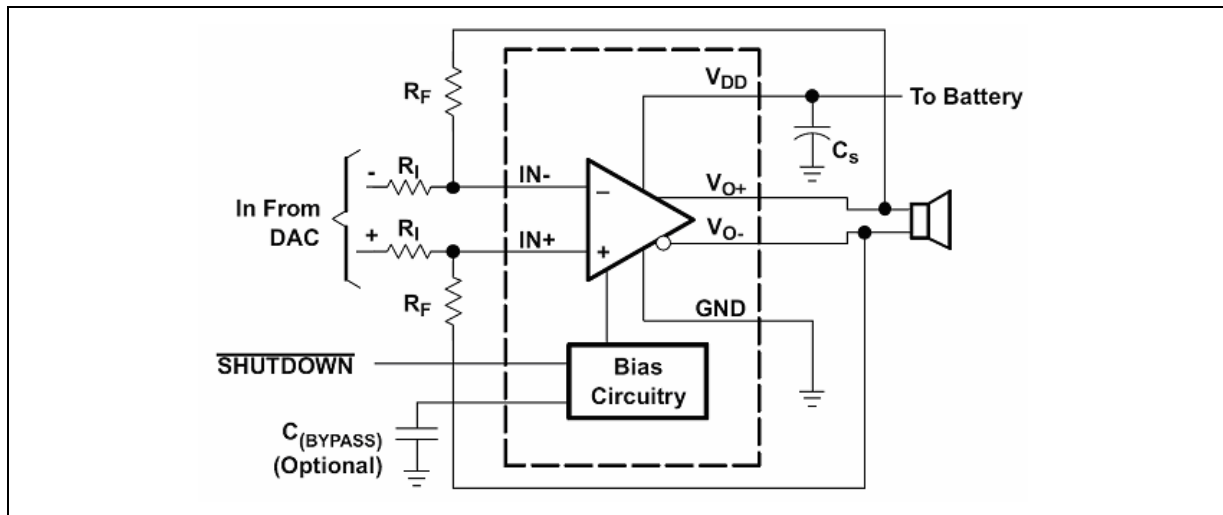 V_DD
To Battery
R_F
C_s
R_I
IN-
-
–
V_O+
In From
DAC
+
R_I
IN+
+
V_O-
R_F
GND
SHUTDOWN
Bias
Circuitry
C_(BYPASS)
(Optional)